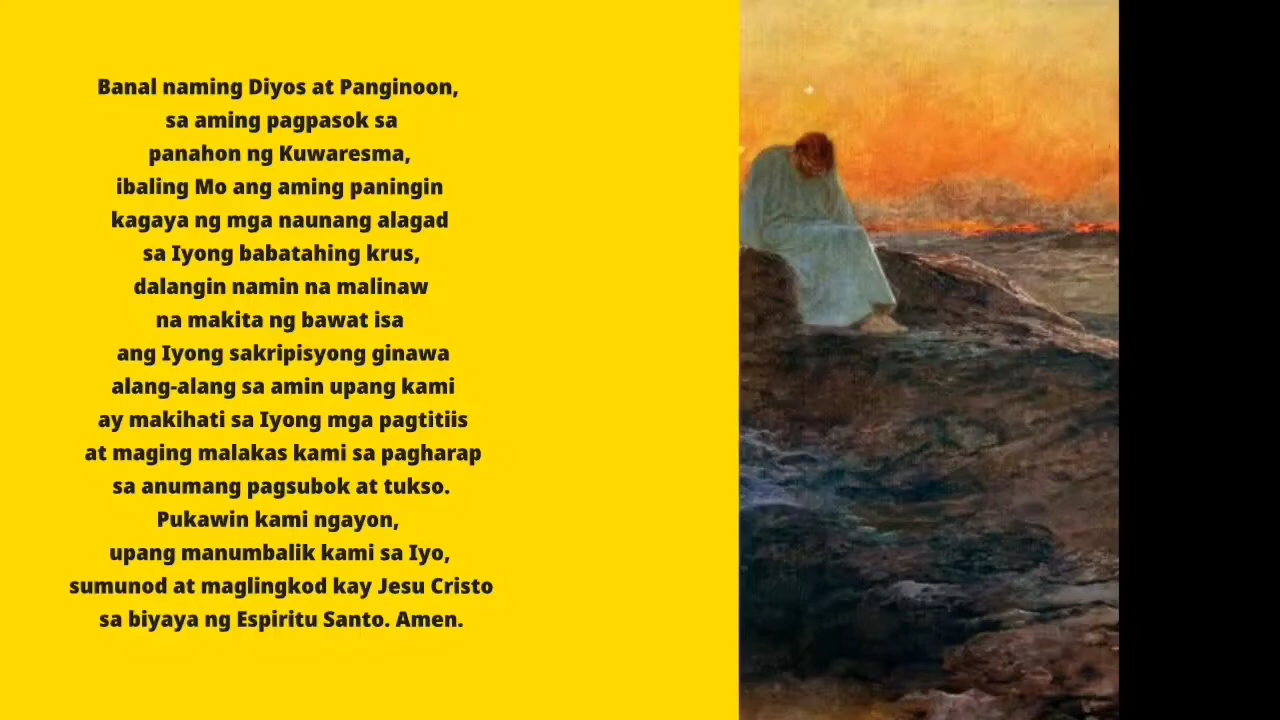 Banal naming Diyos at Panginoon,
sa aming pagpasok sa
panahon ng Kuwaresma,
ibaling Mo ang aming paningin
kagaya ng mga naunang alagad
sa Iyong babatahing krus,
dalangin namin na malinaw
na makita ng bawat isa
ang Iyong sakripisyong ginawa
alang-alang sa amin upang kami
ay makihati sa Iyong mga pagtitiis
at maging malakas kami sa pagharap
sa anumang pagsubok at tukso.
Pukawin kami ngayon,
upang manumbalik kami sa Iyo,
sumunod at maglingkod kay Jesu Cristo
sa biyaya ng Espiritu Santo. Amen.